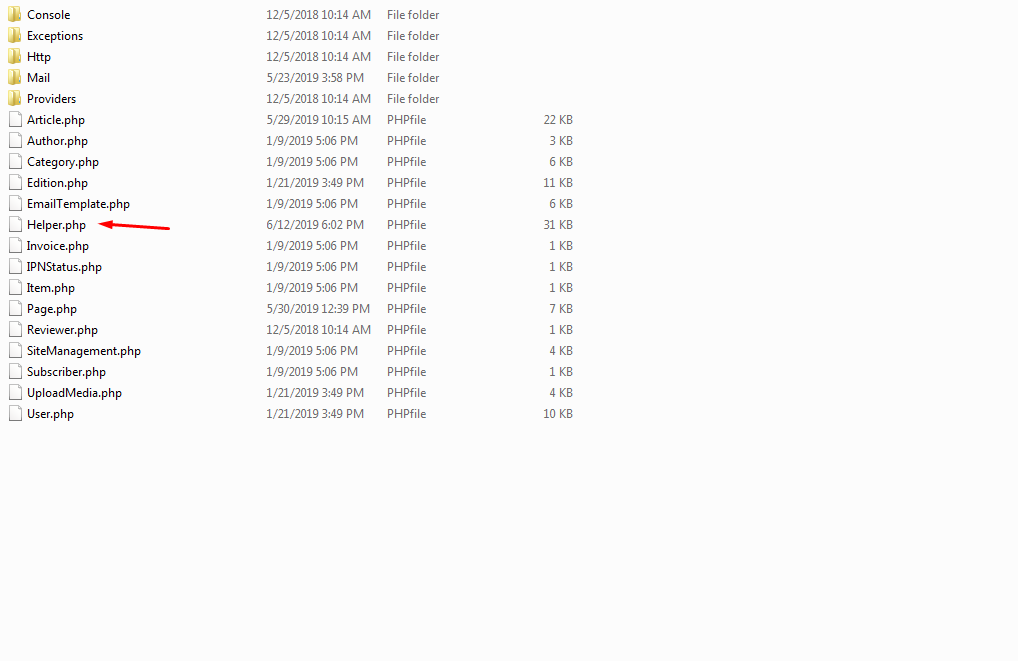 Console 12/5/2018 10:14 AM File folder
Exceptions 12/5/2018 10:14 AM File folder
Http 12/5/2018 10:14 AM File folder
Mail 5/23/2019 3:58 PM File folder
Providers 12/5/2018 10:14 AM File folder
Article.php 5/29/2019 10:15 AM PHPfile 22 KB
Author.php 1/9/2019 5:06 PM PHPfile 3 KB
Category.php 1/9/2019 5:06 PM PHPfile 6 KB
Edition.php 1/21/2019 3:49 PM PHPfile 11 KB
EmailTemplate.php 1/9/2019 5:06 PM PHPfile 6 KB
Helper.php 6/12/2019 6:02 PM PHPfile 31 KB
Invoice.php 1/9/2019 5:06 PM PHPfile 1 KB
IPNStatus.php 1/9/2019 5:06 PM PHPfile 1 KB
Item.php 1/9/2019 5:06 PM PHPfile 1 KB
Page.php 5/30/2019 12:39 PM PHPfile 7 KB
Reviewer.php 12/5/2018 10:14 AM PHPfile 1 KB
SiteManagement.php 1/9/2019 5:06 PM PHPfile 4 KB
Subscriber.php 1/9/2019 5:06 PM PHPfile 1 KB
UploadMedia.php 1/21/2019 3:49 PM PHPfile 4 KB
User.php 1/21/2019 3:49 PM PHPfile 10 KB